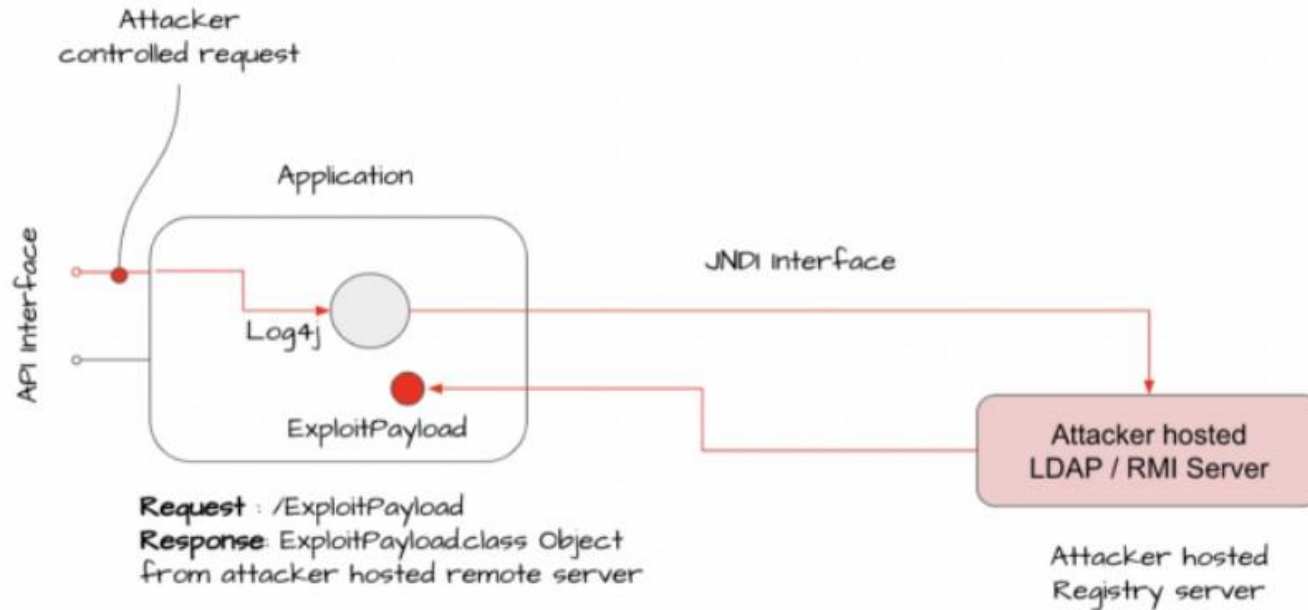 Attacker
controlled request
Application
API Interface
JNDI Interface
Log4j
ExploitPayload
Attacker hosted
LDAP / RMI Server
Request : /ExploitPayload
Response: ExploitPayload.class Object
from attacker hosted remote server
Attacker hosted
Registry server